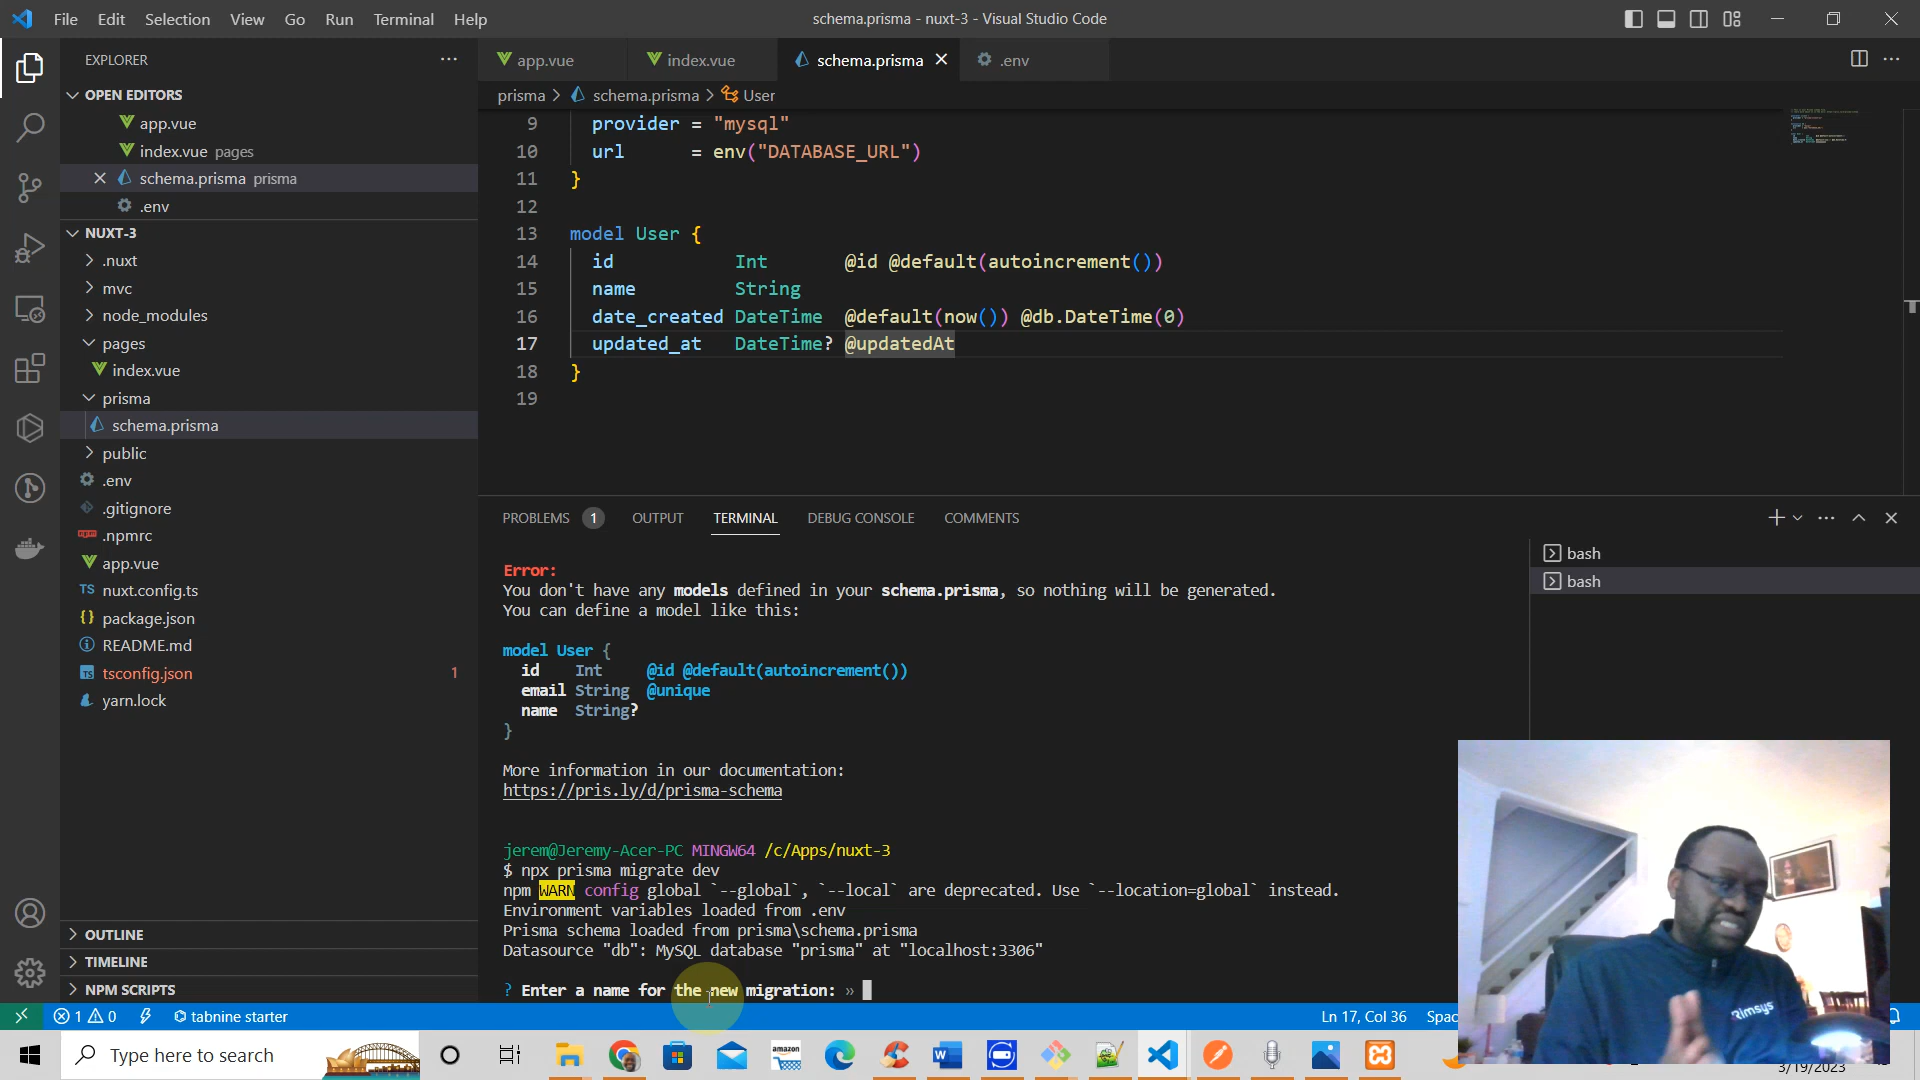 File Edit Selection View Go Run Terminal Help
schema.prisma - nuxt-3 - Visual Studio Code
EXPLORER
OPEN EDITORS
app.vue
index.vue pages
schema.prisma prisma
.env
NUXT-3
.nuxt
mvc
node_modules
pages
index.vue
prisma
schema.prisma
public
.env
.gitignore
.npmrc
app.vue
TS nuxt.config.ts
{} package.json
README.md
TS tsconfig.json 1
yarn.lock
OUTLINE
TIMELINE
NPM SCRIPTS
app.vue index.vue schema.prisma .env
prisma > schema.prisma > User
9 provider = "mysql"
10 url = env("DATABASE_URL")
11 }
12
13 model User {
14 id Int @id @default(autoincrement())
15 name String
16 date_created DateTime @default(now()) @db.DateTime(0)
17 updated_at DateTime? @updatedAt
18 }
19
PROBLEMS 1 OUTPUT TERMINAL DEBUG CONSOLE COMMENTS
bash
bash
Error:
You don't have any models defined in your schema.prisma, so nothing will be generated.
You can define a model like this:
model User {
id Int @id @default(autoincrement())
email String @unique
name String?
}
More information in our documentation:
https://pris.ly/d/prisma-schema
jerem@Jeremy-Acer-PC MINGW64 /c/Apps/nuxt-3
$ npx prisma migrate dev
npm WARN config global `--global`, `--local` are deprecated. Use `--location=global` instead.
Environment variables loaded from .env
Prisma schema loaded from prisma\schema.prisma
Datasource "db": MySQL database "prisma" at "localhost:3306"
? Enter a name for the new migration: »
Rimsys
1 0 tabnine starter
Ln 17, Col 36 Spac
Type here to search
amazon
3/19/2023